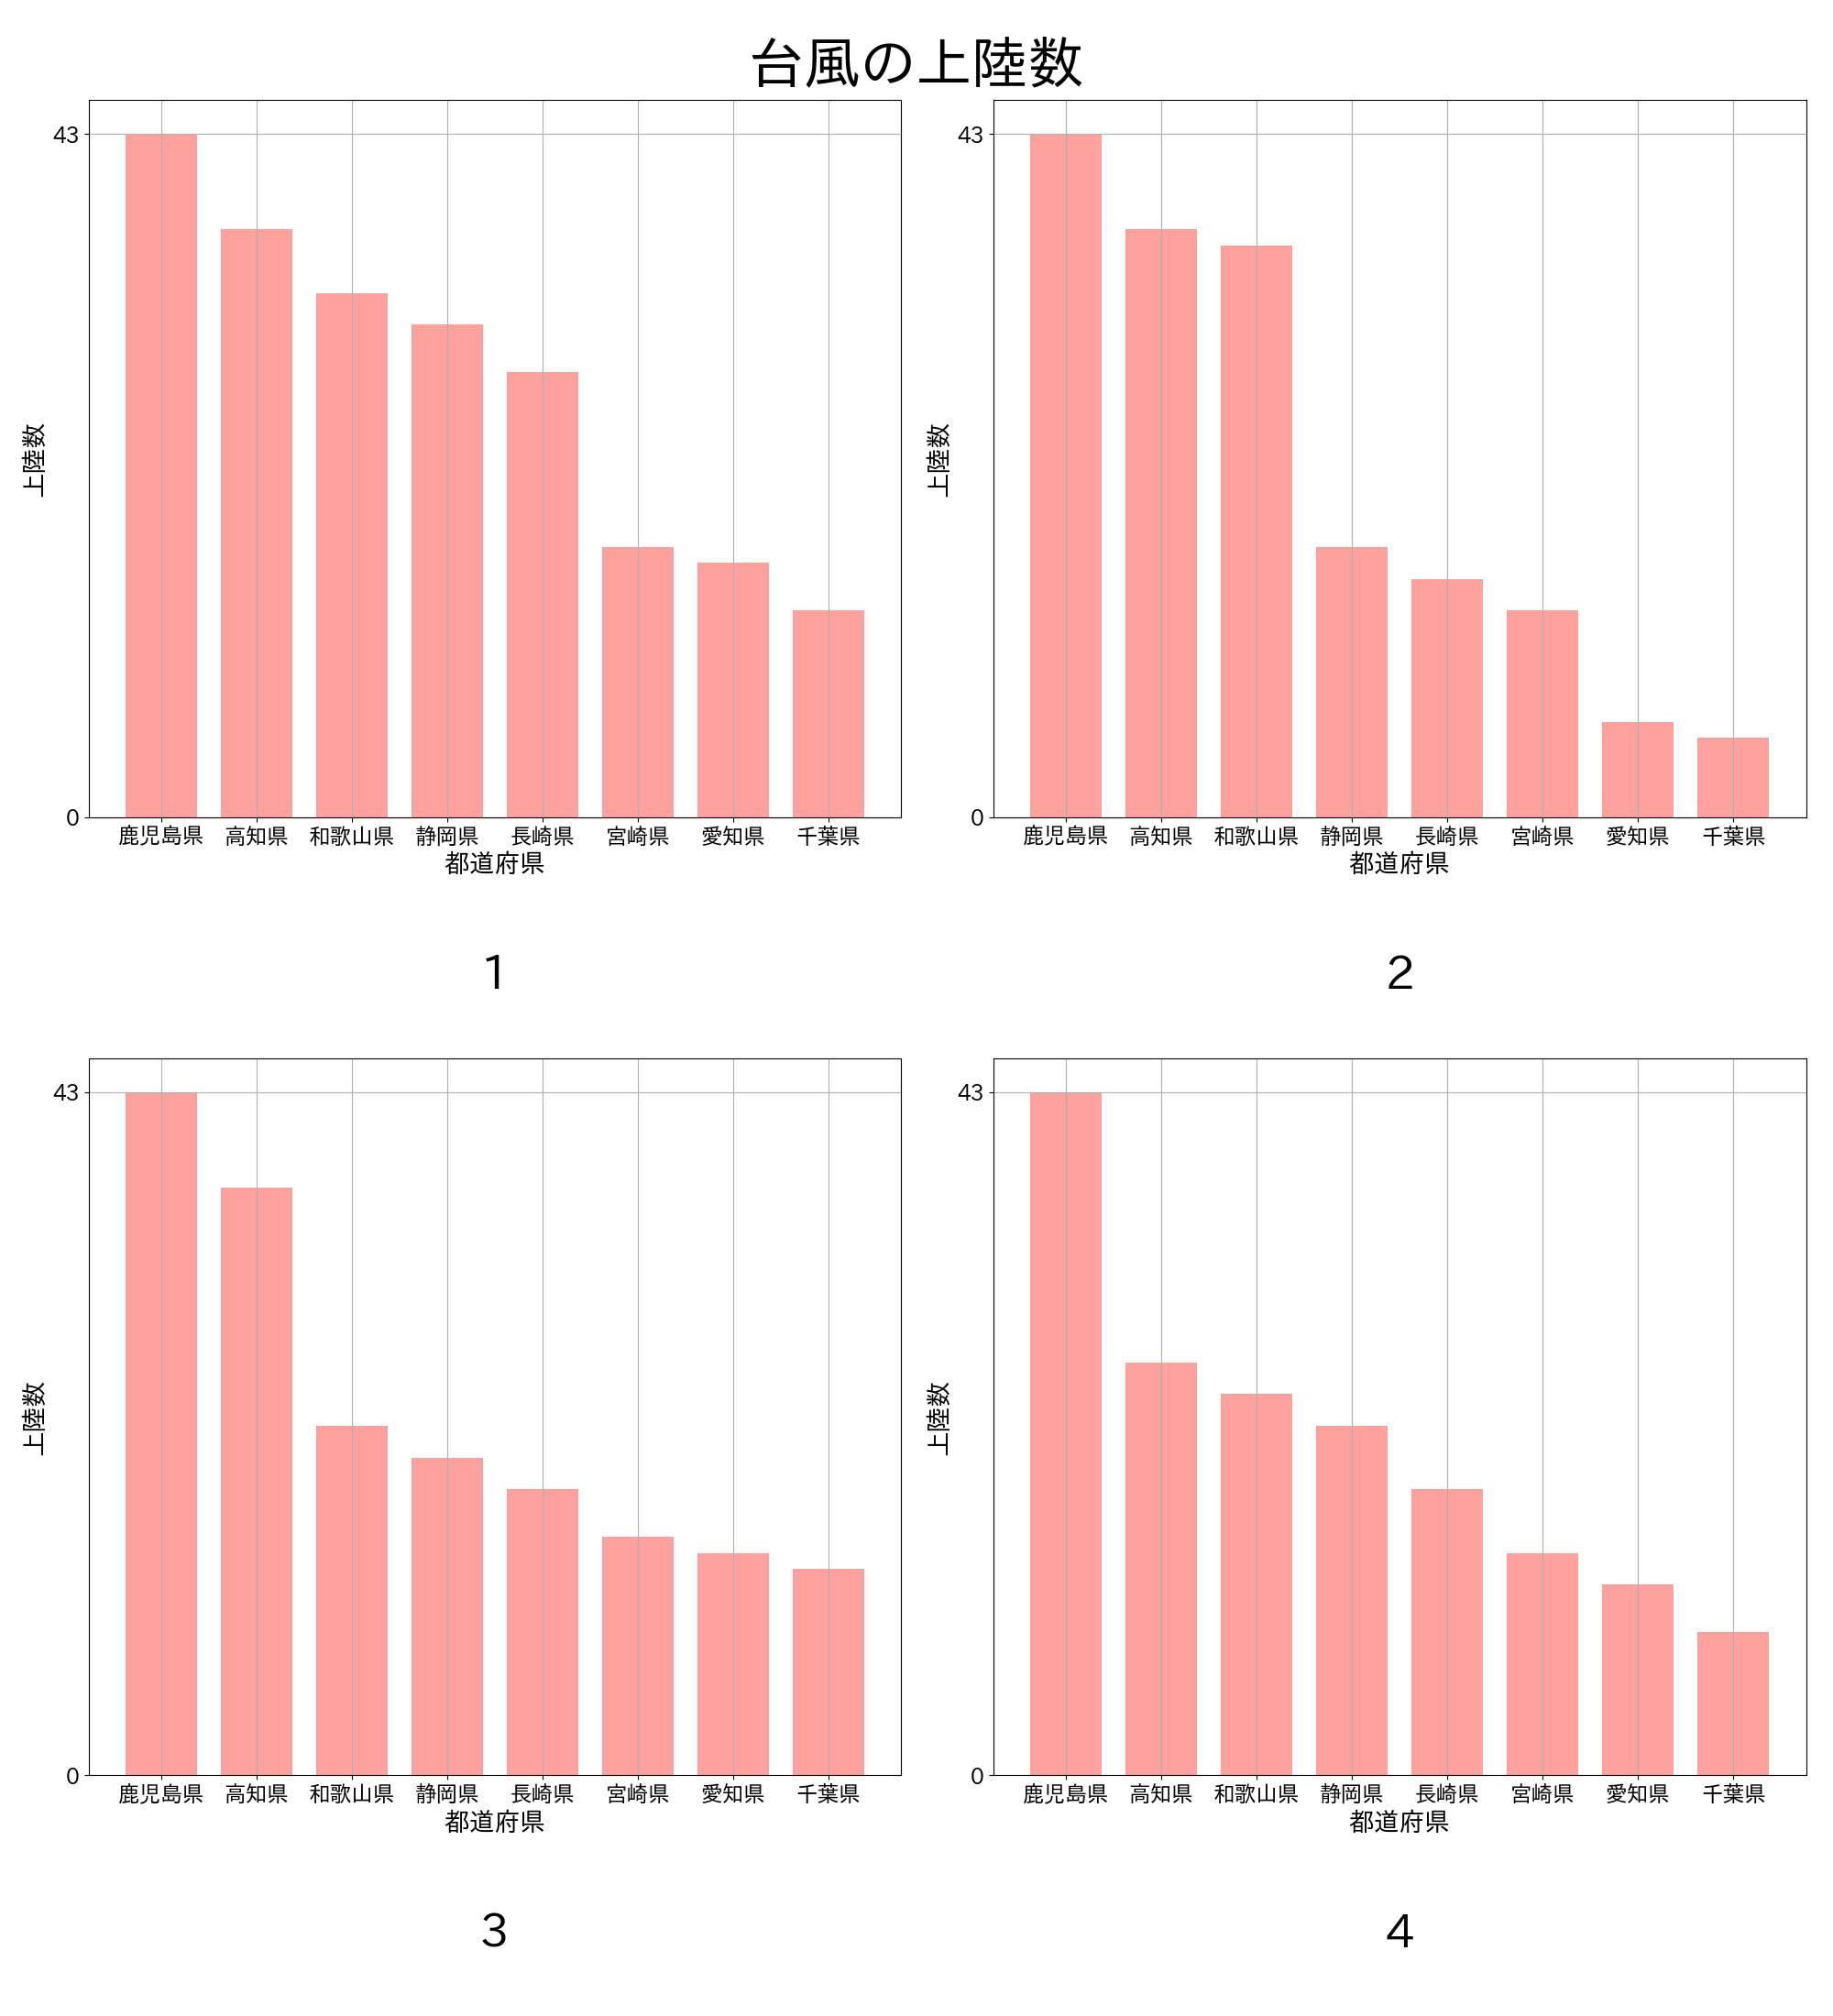 台風の上陸数
43
0
上陸数
鹿児島県 高知県 和歌山県 静岡県 長崎県 宮崎県 愛知県 千葉県
都道府県
1
43
0
上陸数
鹿児島県 高知県 和歌山県 静岡県 長崎県 宮崎県 愛知県 千葉県
都道府県
2
43
0
上陸数
鹿児島県 高知県 和歌山県 静岡県 長崎県 宮崎県 愛知県 千葉県
都道府県
3
43
0
上陸数
鹿児島県 高知県 和歌山県 静岡県 長崎県 宮崎県 愛知県 千葉県
都道府県
4